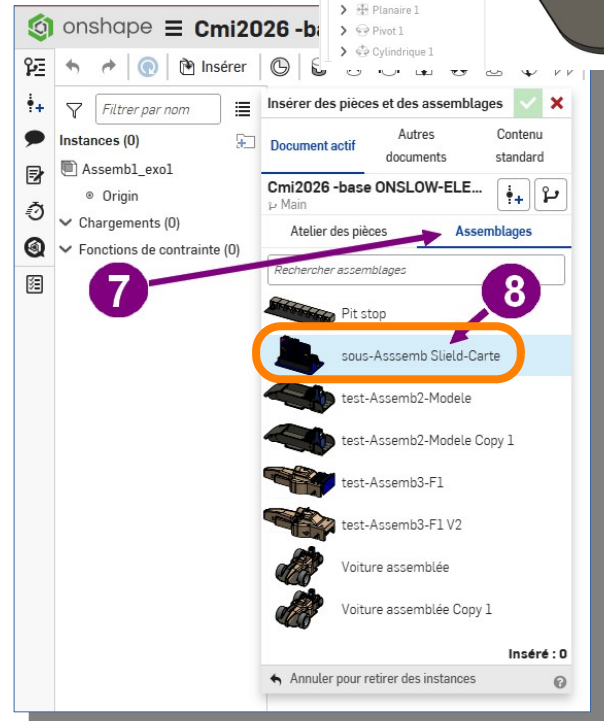 Planaire 1
Pivot 1
Cylindrique 1
onshape Cmi2026 -b
Insérer
Filtrer par nom
Instances (0)
Assemb1_exo1
Origin
Chargements (0)
Fonctions de contrainte (0)
Insérer des pièces et des assemblages
Document actif
Autres documents
Contenu standard
Cmi2026 -base ONSLOW-ELE...
Main
Atelier des pièces
Assemblages
Rechercher assemblages
7
8
Pit stop
sous-Asssemb Slield-Carte
test-Assemb2-Modele
test-Assemb2-Modele Copy 1
test-Assemb3-F1
test-Assemb3-F1 V2
Voiture assemblée
Voiture assemblée Copy 1
Inséré : 0
Annuler pour retirer des instances